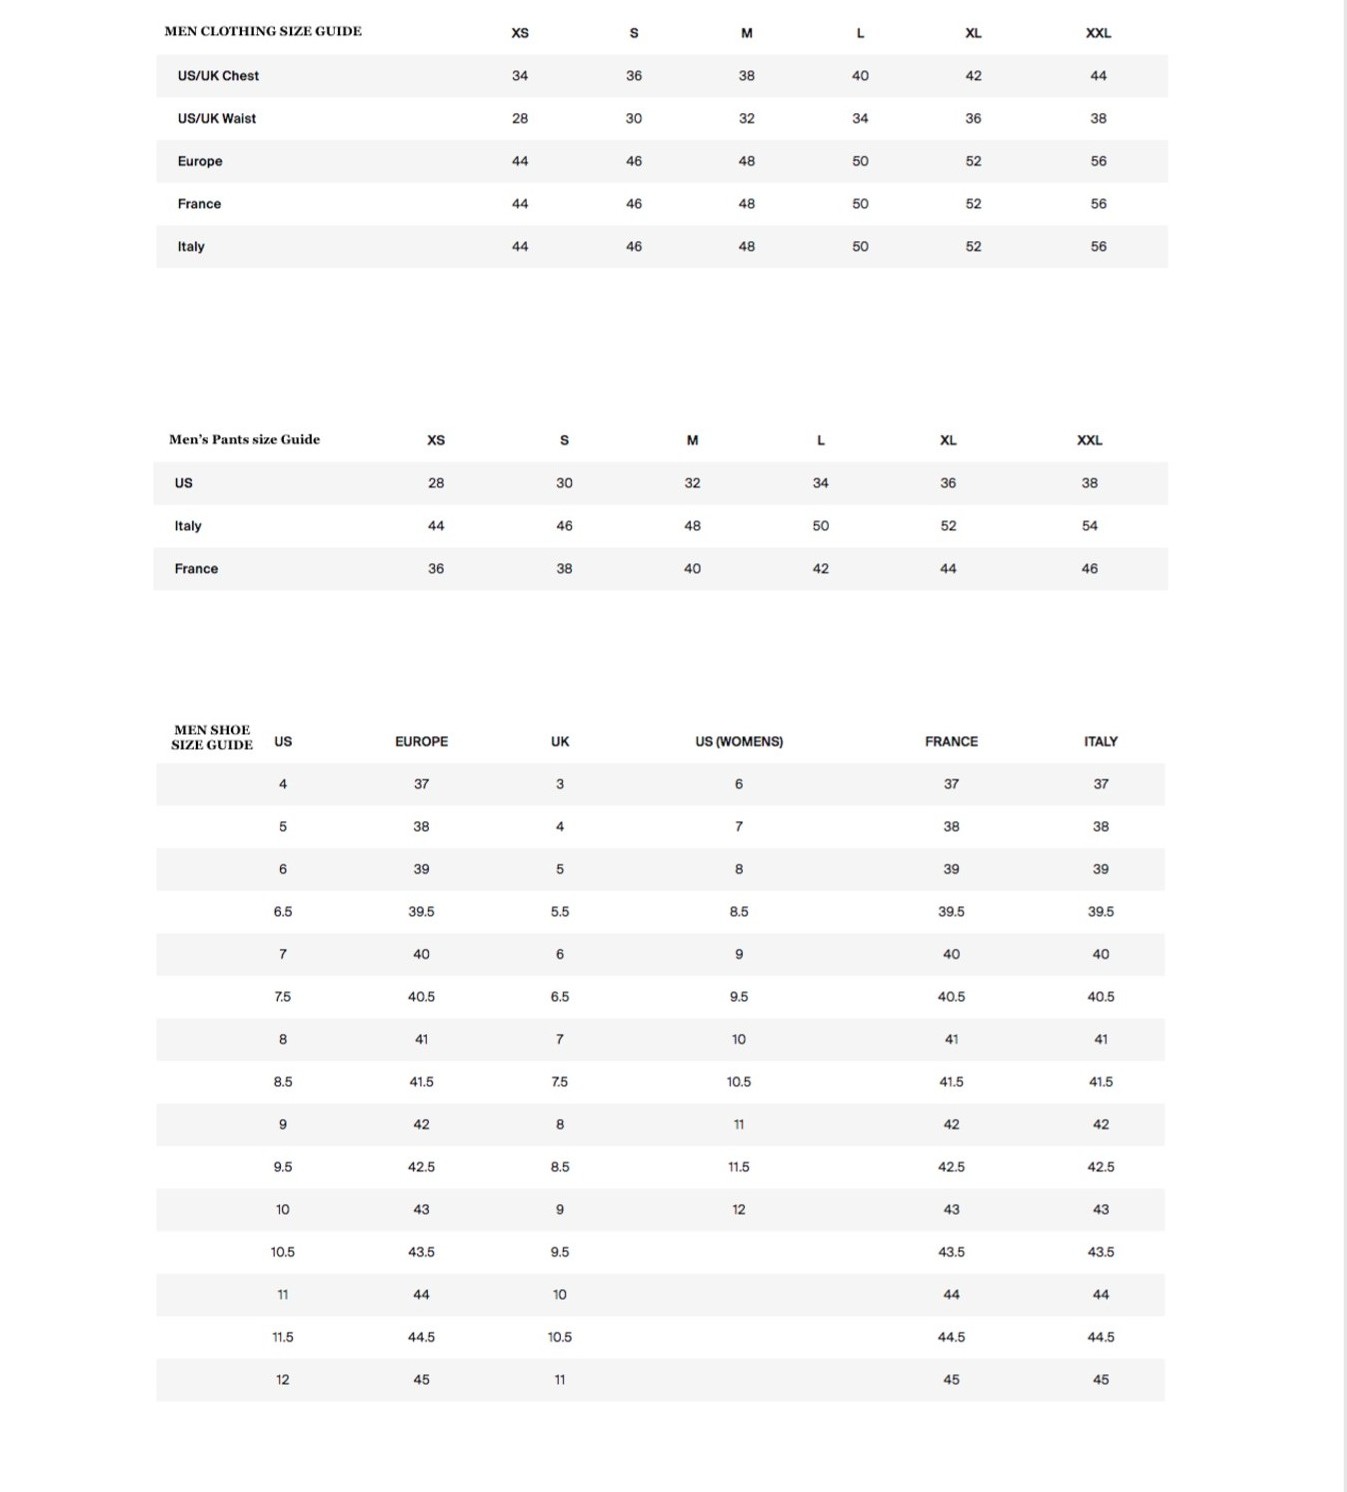 MEN CLOTHING SIZE GUIDE XS S M L XL XXL
US/UK Chest 34 36 38 40 42 44
US/UK Waist 28 30 32 34 36 38
Europe 44 46 48 50 52 56
France 44 46 48 50 52 56
Italy 44 46 48 50 52 56
Men's Pants size Guide XS S M L XL XXL
US 28 30 32 34 36 38
Italy 44 46 48 50 52 54
France 36 38 40 42 44 46
MEN SHOE
SIZE GUIDE US EUROPE UK US (WOMENS) FRANCE ITALY
4 37 3 6 37 37
5 38 4 7 38 38
6 39 5 8 39 39
6.5 39.5 5.5 8.5 39.5 39.5
7 40 6 9 40 40
7.5 40.5 6.5 9.5 40.5 40.5
8 41 7 10 41 41
8.5 41.5 7.5 10.5 41.5 41.5
9 42 8 11 42 42
9.5 42.5 8.5 11.5 42.5 42.5
10 43 9 12 43 43
10.5 43.5 9.5 43.5 43.5
11 44 10 44 44
11.5 44.5 10.5 44.5 44.5
12 45 11 45 45